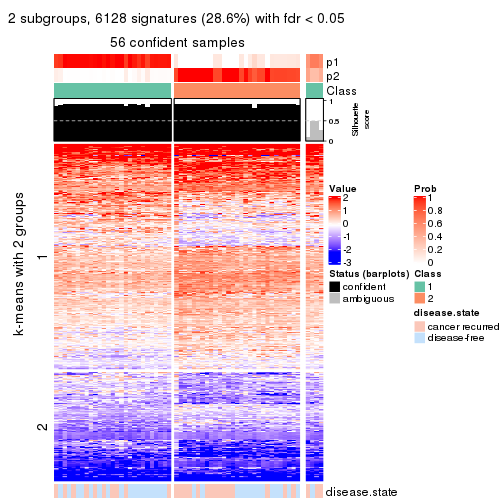 2 subgroups, 6128 signatures (28.6%) with fdr < 0.05
56 confident samples
p1
p2
Class
1
0.5
0
Silhouette
score
k-means with 2 groups
1
2
Value
2
1
0
-1
-2
-3
Prob
1
0.8
0.6
0.4
0.2
0
Status (barplots)
confident
ambiguous
Class
1
2
disease.state
cancer recurred
disease-free
disease.state